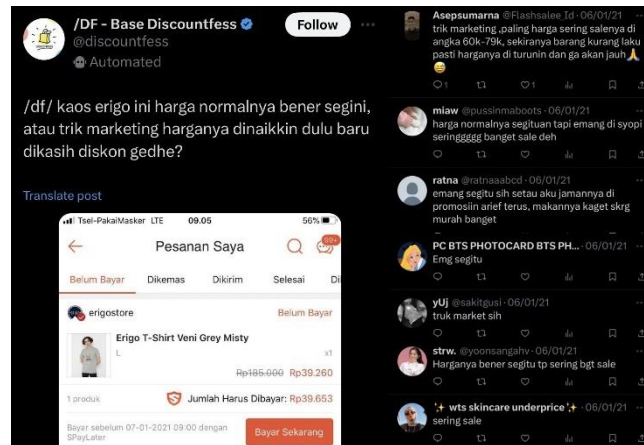 /DF - Base Discountfess
@discountfess
Automated
Follow
/df/ kaos erigo ini harga normalnya bener segini,
atau trik marketing harganya dinaikkin dulu baru
dikasih diskon gedhe?
Translate post
Tsel-PakaiMasker LTE 09.05 56%
Pesanan Saya
99+
Belum Bayar Dikemas Dikirim Selesai Di
erigostore Belum Bayar
Erigo T-Shirt Veni Grey Misty
L x1
Rp185.000 Rp39.260
1 produk Jumlah Harus Dibayar: Rp39.653
Bayar sebelum 07-01-2021 09:00 dengan
SPayLater
Bayar Sekarang
Asepsumarna @Flashsalee_Id · 06/01/21
trik marketing ,paling harga sering salenya di
angka 60k-79k, sekiranya barang kurang laku
pasti harganya di turunin dan ga akan jauh🙏
😅
1 1
miaw @pussinmaboots · 06/01/21
harga normalnya segituan tapi emang di syopi
seringgggg banget sale deh
ratna @ratnaaabcd · 06/01/21
emang segitu sih setau aku jamannya di
promosiin arief terus, makannya kaget skrg
murah banget
PC BTS PHOTOCARD BTS PH... · 06/01/21
Emg segitu
yUj @sakitgusi · 06/01/21
truk market sih
strw. @yoonsangahv · 06/01/21
Harganya bener segitu tp sering bgt sale
✨ wts skincare underprice ✨ · 06/01/21
sering sale